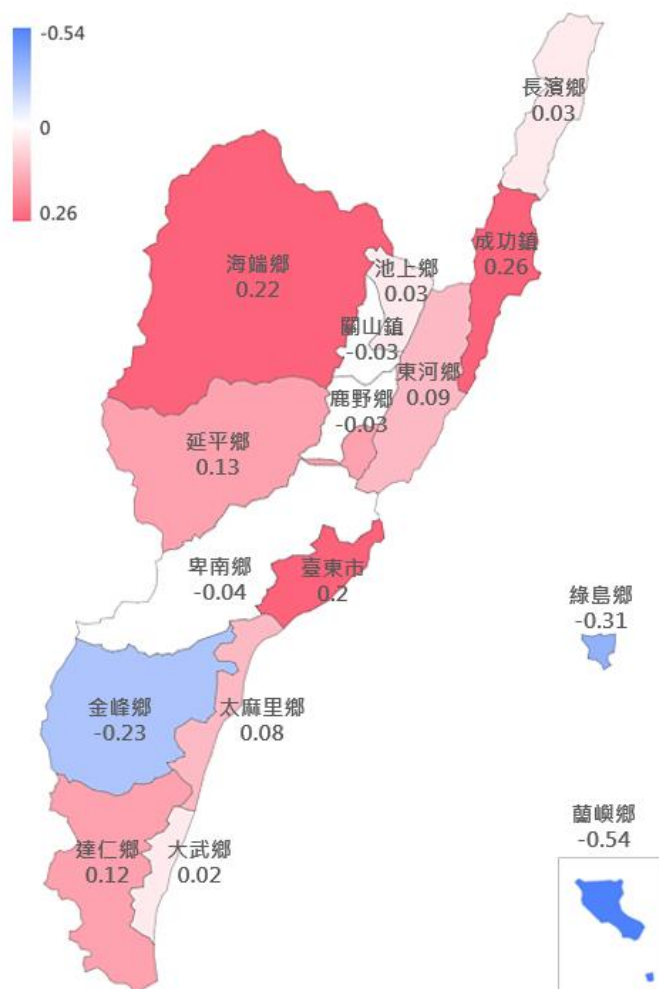 -0.54
0
0.26
長濱鄉
0.03
成功鎮
0.26
海端鄉
0.22
池上鄉
0.03
關山鎮
-0.03
東河鄉
0.09
鹿野鄉
-0.03
延平鄉
0.13
卑南鄉
-0.04
臺東市
0.2
綠島鄉
-0.31
金峰鄉
-0.23
太麻里鄉
0.08
蘭嶼鄉
-0.54
達仁鄉
0.12
大武鄉
0.02